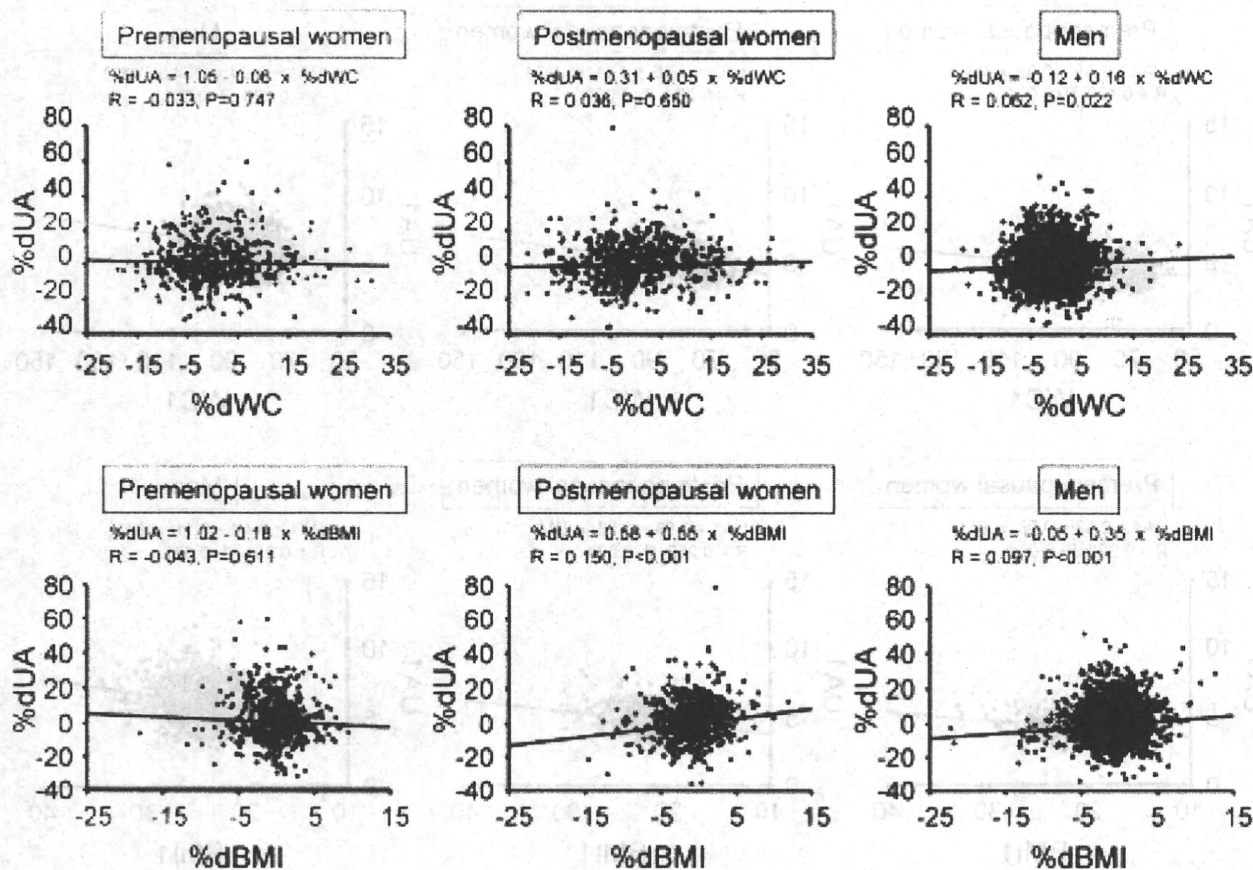 Premenopausal women
%dUA = 1.05 - 0.06 x %dWC
R = -0.033, P=0.747
80
60
40
20
0
-20
-40
%dUA
-25 -15 -5 5 15 25 35
%dWC
Postmenopausal women
%dUA = 0.31 + 0.05 x %dWC
R = 0.036, P=0.650
80
60
40
20
0
-20
-40
%dUA
-25 -15 -5 5 15 25 35
%dWC
Men
%dUA = -0.12 + 0.16 x %dWC
R = 0.062, P=0.022
80
60
40
20
0
-20
-40
%dUA
-25 -15 -5 5 15 25 35
%dWC
Premenopausal women
%dUA = 1.02 - 0.18 x %dBMI
R = -0.043, P=0.611
80
60
40
20
0
-20
-40
%dUA
-25 -15 -5 5 15
%dBMI
Postmenopausal women
%dUA = 0.58 + x %dBMI
R = 0.150, P<0.001
80
60
40
20
0
-20
-40
%dUA
-25 -15 -5 5 15
%dBMI
Men
%dUA = -0.05 + 0.35 x %dBMI
R = 0.097, P<0.001
80
60
40
20
0
-20
-40
%dUA
-25 -15 -5 5 15
%dBMI